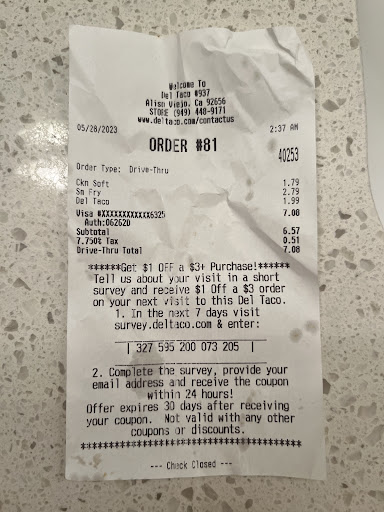 Welcome To
Del Taco #937
Aliso Viejo, Ca 92656
STORE (949) 448-9171
www.deltaco.com/contactus
05/28/2023 2:37 AM
ORDER #81
40253
Order Type: Drive-Thru
Ckn Soft 1.79
Sm Fry 2.79
Del Taco 1.99
Visa #XXXXXXXXXXXX6325 7.08
Auth:06262D
Subtotal 6.57
7.750% Tax 0.51
Drive-Thru Total 7.08
******Get $1 OFF a $3+ Purchase!******
Tell us about your visit in a short
survey and receive $1 Off a $3 order
on your next visit to this Del Taco.
1. In the next 7 days visit
survey.deltaco.com & enter:
| 327 595 200 073 205 |
2. Complete the survey, provide your
email address and receive the coupon
within 24 hours!
Offer expires 30 days after receiving
your coupon. Not valid with any other
coupons or discounts.
****************************************
--- Check Closed ---